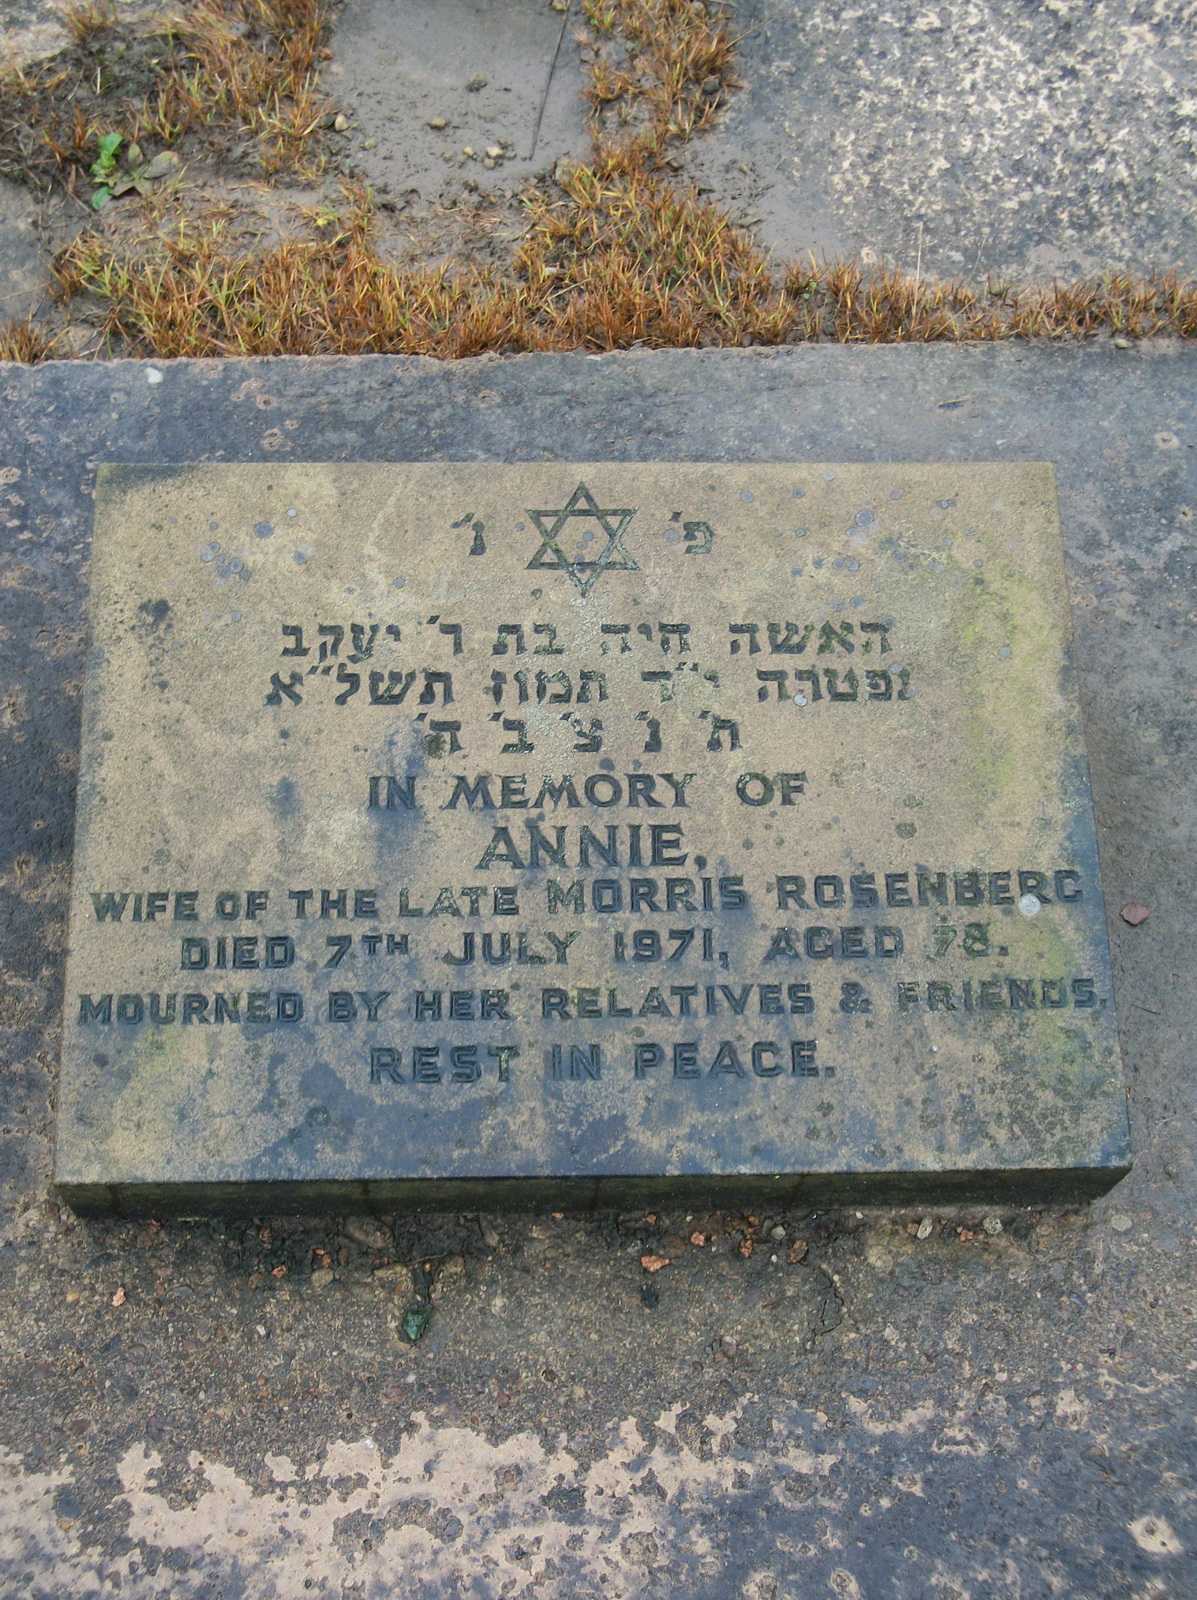 פ' נ'
האשה חיה בת ר' יעקב
נפטרה י"ד תמוז תשל"א
ת' נ' צ' ב' ה'
IN MEMORY OF
ANNIE,
WIFE OF THE LATE MORRIS ROSENBERG
DIED 7TH JULY 1971, AGED 78.
MOURNED BY HER RELATIVES & FRIENDS.
REST IN PEACE.